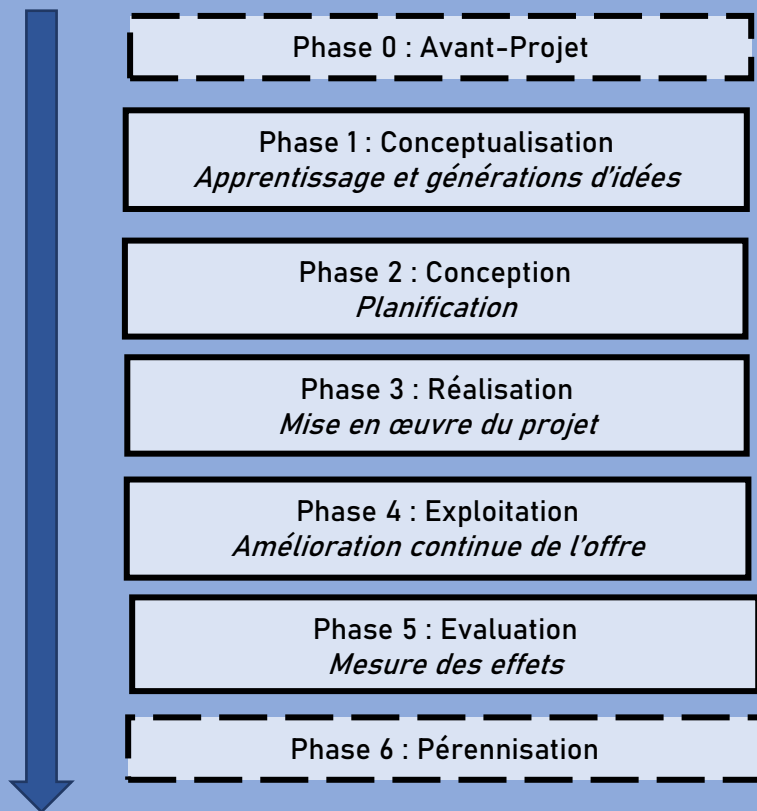 Phase 0 : Avant-Projet
Phase 1 : Conceptualisation
Apprentissage et générations d'idées
Phase 2 : Conception
Planification
Phase 3 : Réalisation
Mise en œuvre du projet
Phase 4 : Exploitation
Amélioration continue de l'offre
Phase 5 : Evaluation
Mesure des effets
Phase 6 : Pérennisation